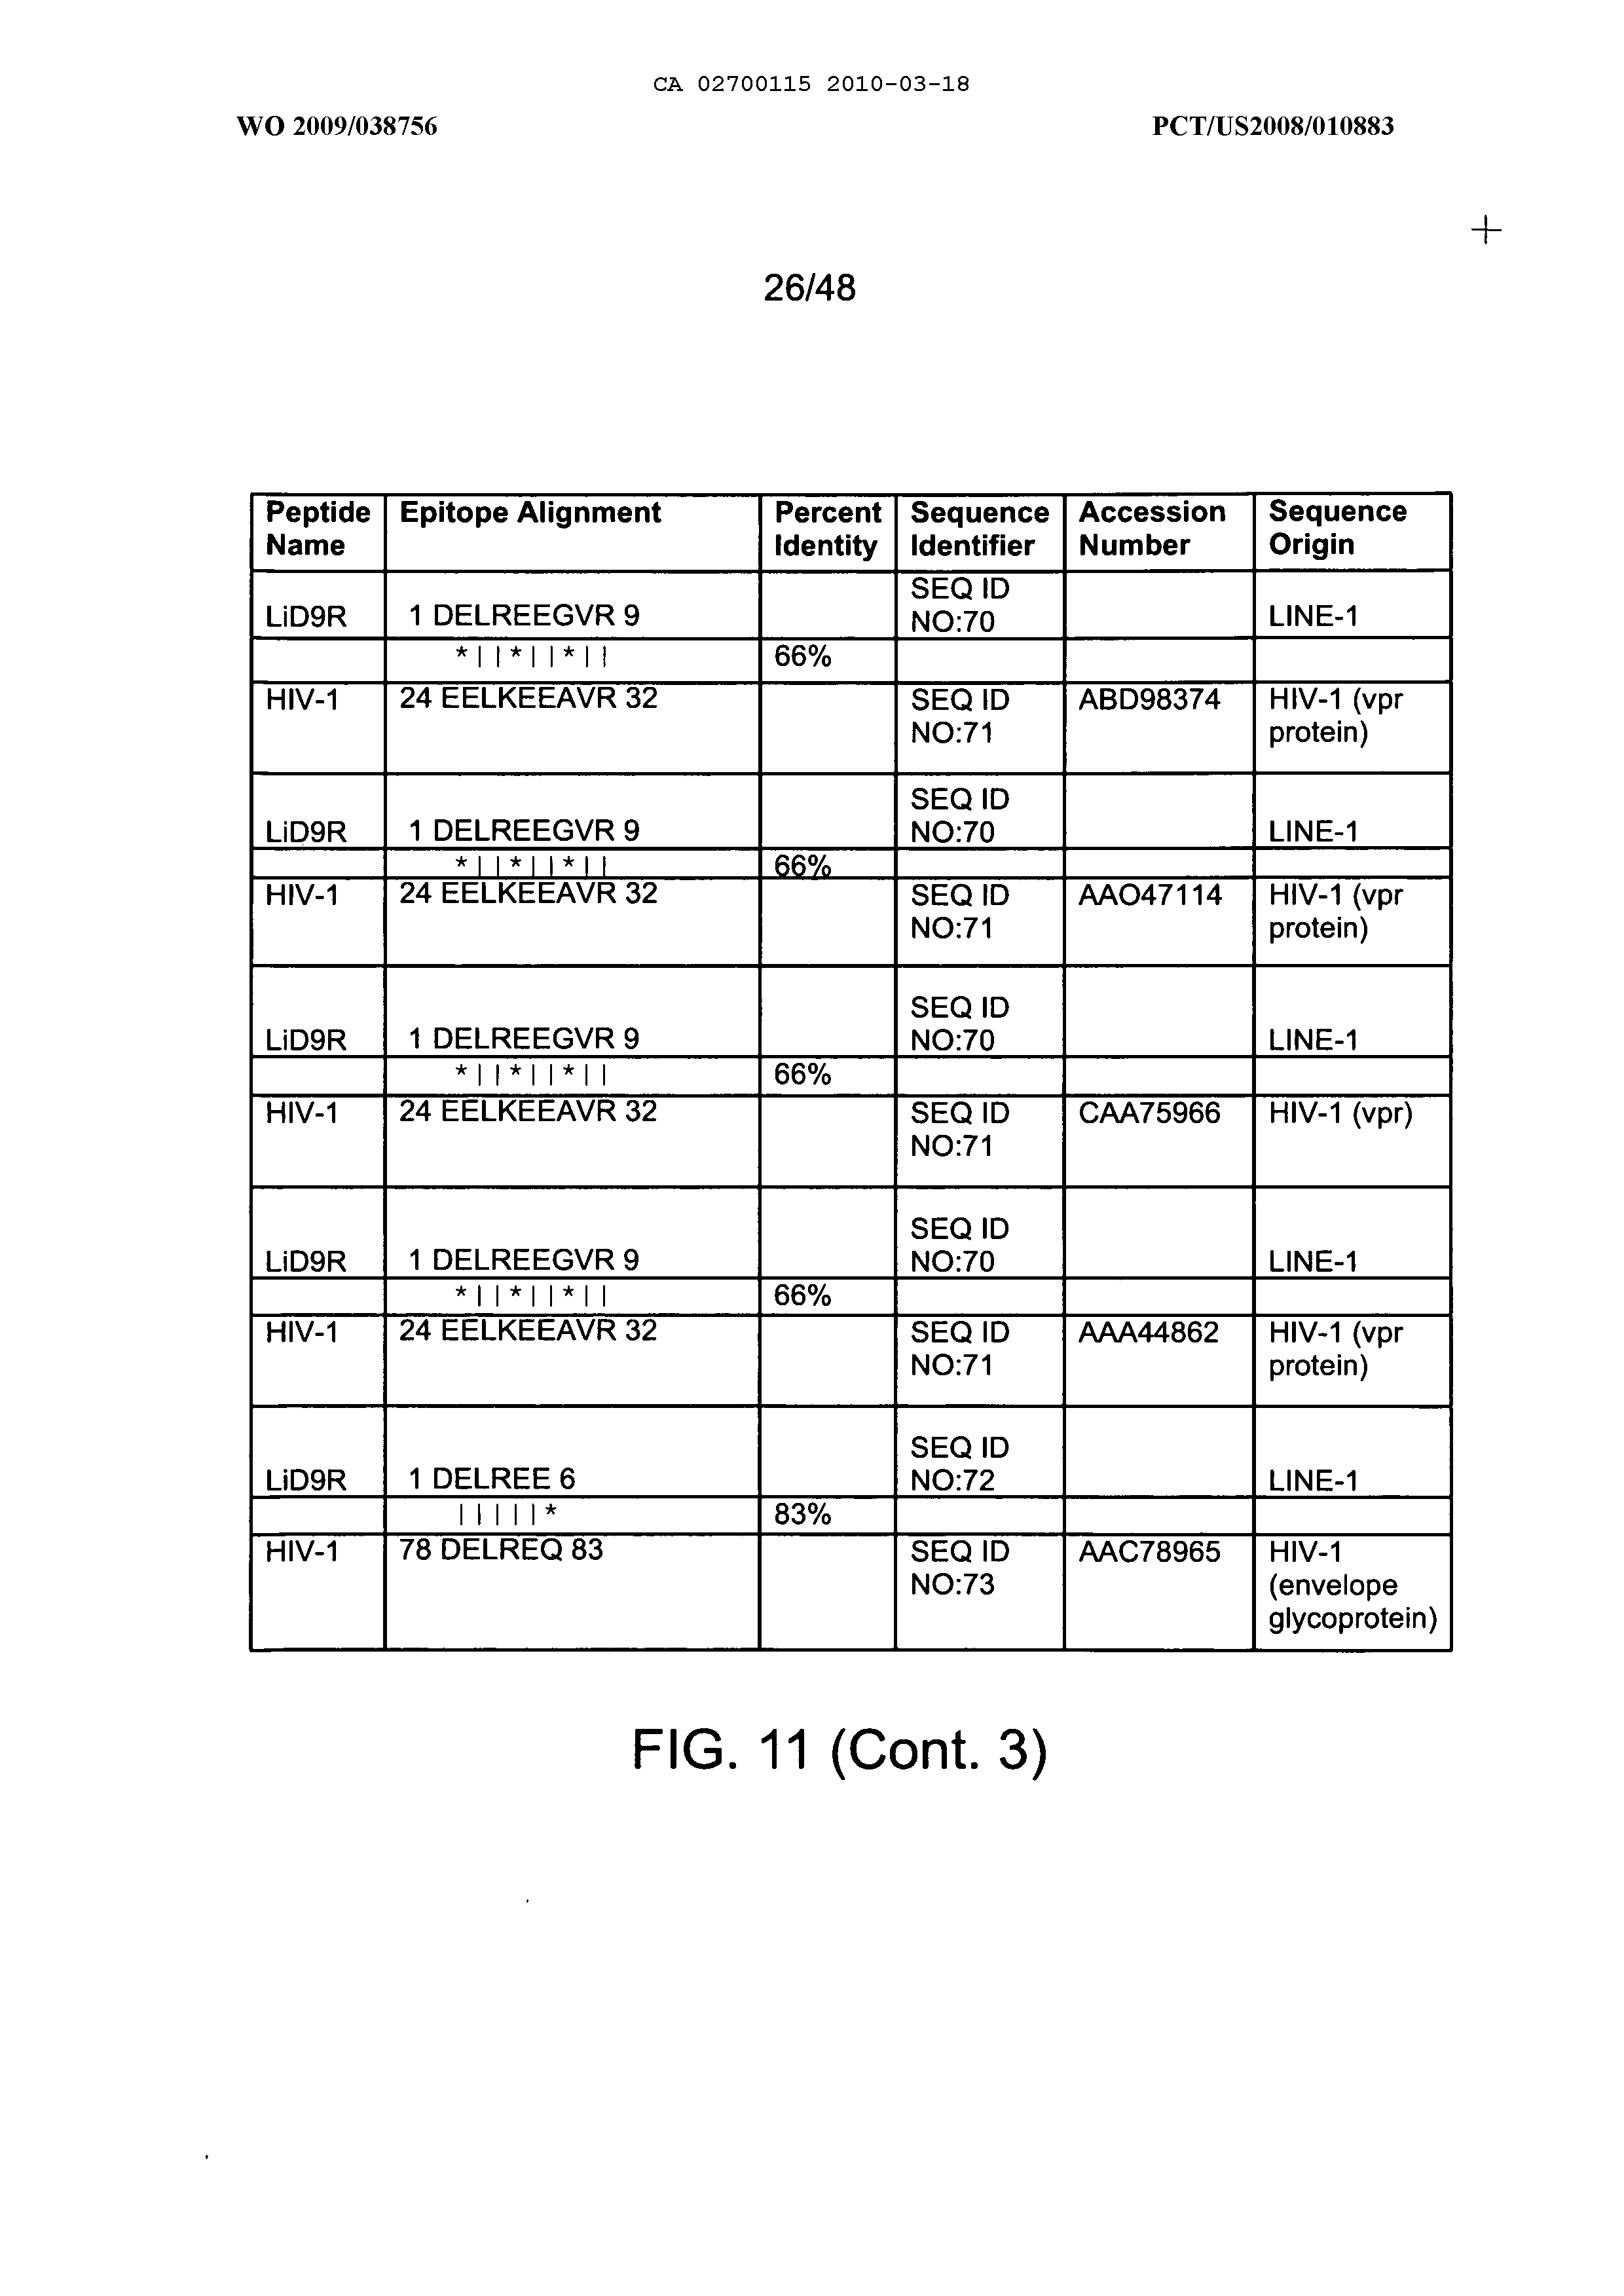 CA 02700115 2010-03-18
WO 2009/038756 PCT/US2008/010883
26/48
Peptide Name Epitope Alignment Percent Identity Sequence Identifier Accession Number Sequence Origin
LiD9R 1 DELREEGVR 9 SEQ ID NO:70 LINE-1
*||*||*|| 66%
HIV-1 24 EELKEEAVR 32 SEQ ID NO:71 ABD98374 HIV-1 (vpr protein)
LiD9R 1 DELREEGVR 9 SEQ ID NO:70 LINE-1
*||*||*|| 66%
HIV-1 24 EELKEEAVR 32 SEQ ID NO:71 AAO47114 HIV-1 (vpr protein)
LiD9R 1 DELREEGVR 9 SEQ ID NO:70 LINE-1
*||*||*|| 66%
HIV-1 24 EELKEEAVR 32 SEQ ID NO:71 CAA75966 HIV-1 (vpr)
LiD9R 1 DELREEGVR 9 SEQ ID NO:70 LINE-1
*||*||*|| 66%
HIV-1 24 EELKEEAVR 32 SEQ ID NO:71 AAA44862 HIV-1 (vpr protein)
LiD9R 1 DELREE 6 SEQ ID NO:72 LINE-1
|||||* 83%
HIV-1 78 DELREQ 83 SEQ ID NO:73 AAC78965 HIV-1 (envelope glycoprotein)
FIG. 11 (Cont. 3)